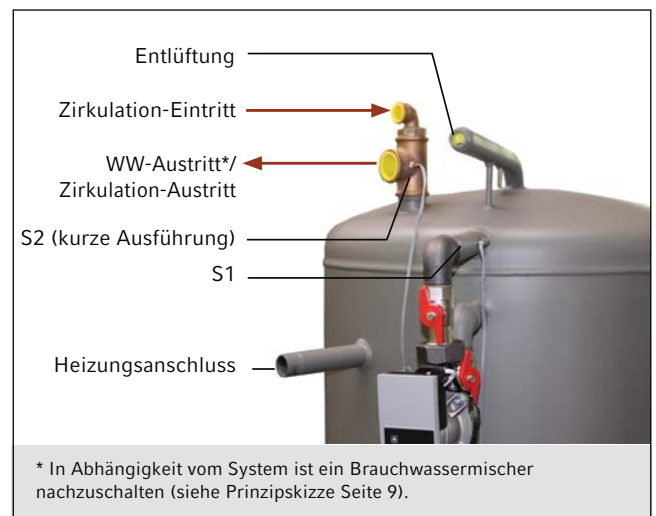 Entlüftung
Zirkulation-Eintritt
WW-Austritt*/
Zirkulation-Austritt
S2 (kurze Ausführung)
S1
Heizungsanschluss
* In Abhängigkeit vom System ist ein Brauchwassermischer
nachzuschalten (siehe Prinzipskizze Seite 9).